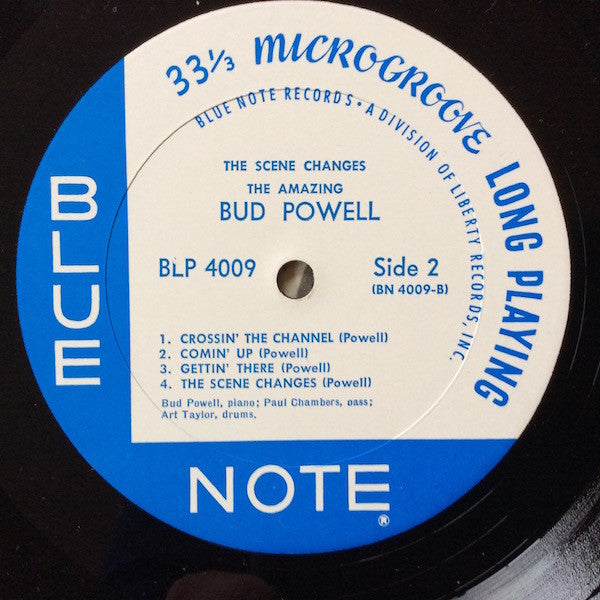 33⅓ MICROGROOVE LONG PLAYING
BLUE NOTE RECORDS • A DIVISION OF LIBERTY RECORDS, INC.
THE SCENE CHANGES
THE AMAZING
BUD POWELL
BLP 4009 Side 2
(BN 4009-B)
1. CROSSIN' THE CHANNEL (Powell)
2. COMIN' UP (Powell)
3. GETTIN' THERE (Powell)
4. THE SCENE CHANGES (Powell)
Bud Powell, piano; Paul Chambers, bass;
Art Taylor, drums.
BLUE
NOTE®